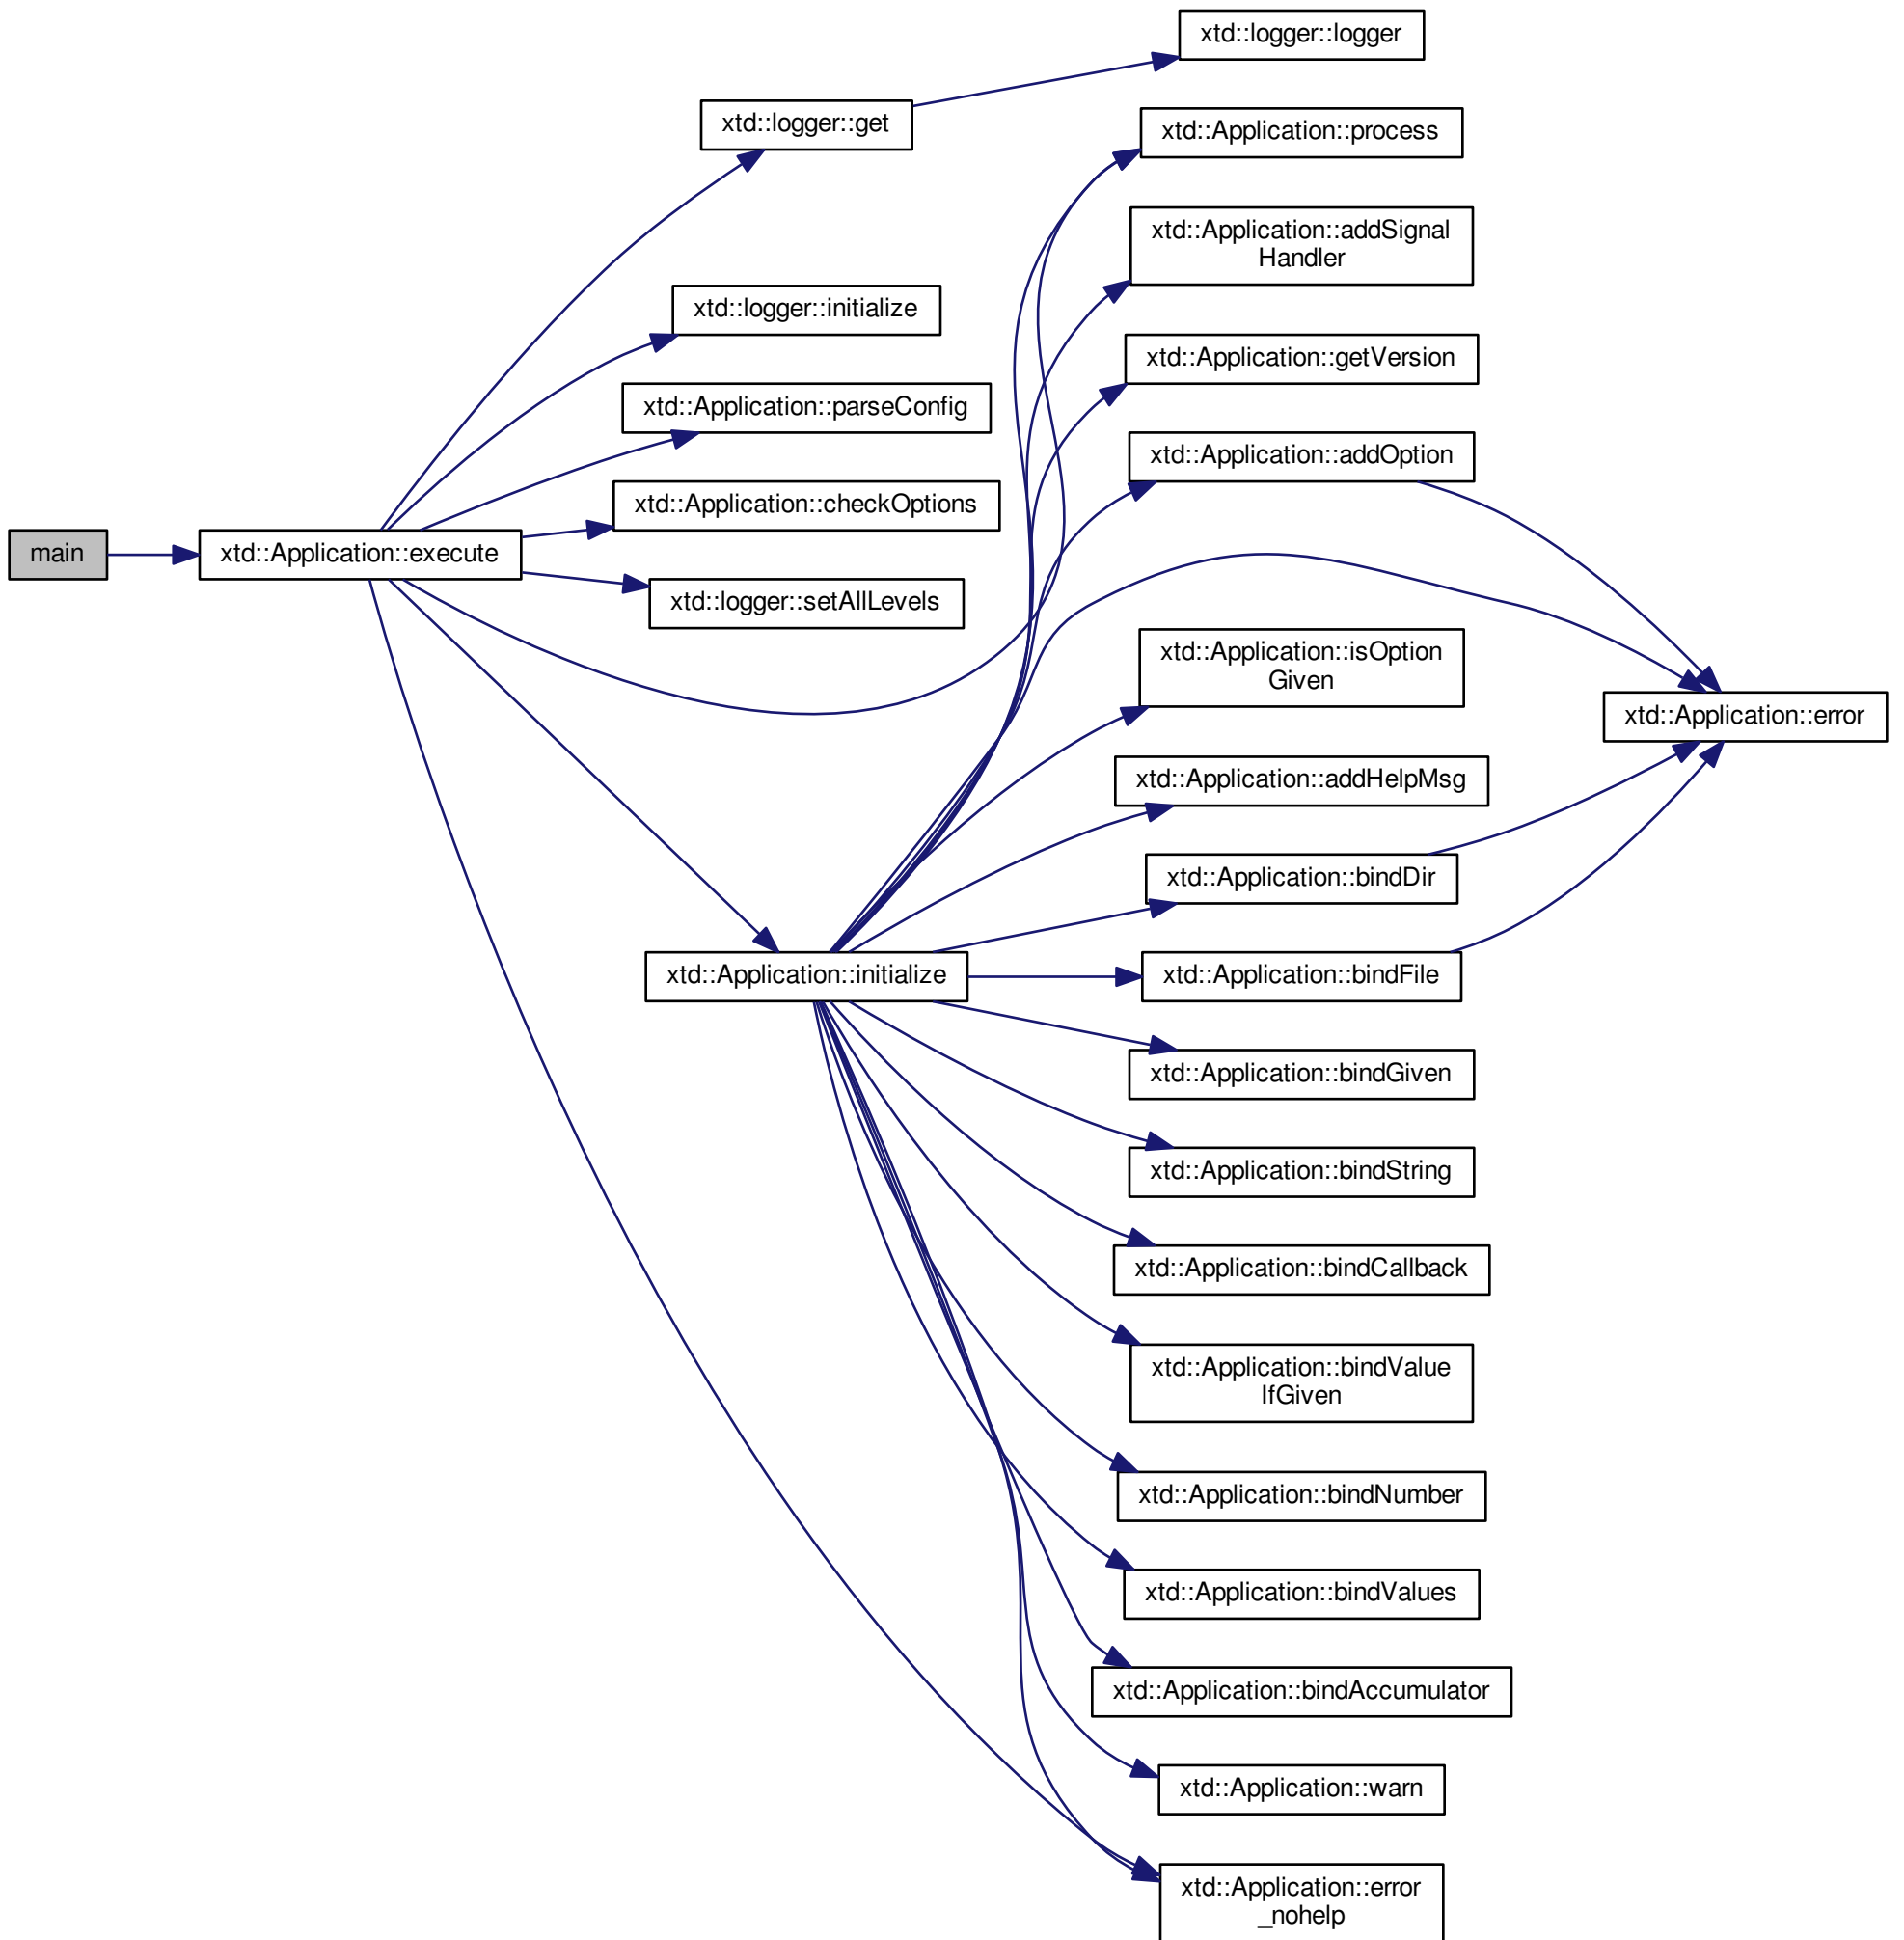 xtd::logger::logger
xtd::logger::get
xtd::Application::process
xtd::Application::addSignal
Handler
xtd::logger::initialize
xtd::Application::getVersion
xtd::Application::parseConfig
xtd::Application::addOption
xtd::Application::checkOptions
main
xtd::Application::execute
xtd::logger::setAllLevels
xtd::Application::isOption
Given
xtd::Application::error
xtd::Application::addHelpMsg
xtd::Application::bindDir
xtd::Application::initialize
xtd::Application::bindFile
xtd::Application::bindGiven
xtd::Application::bindString
xtd::Application::bindCallback
xtd::Application::bindValue
IfGiven
xtd::Application::bindNumber
xtd::Application::bindValues
xtd::Application::bindAccumulator
xtd::Application::warn
xtd::Application::error
_nohelp